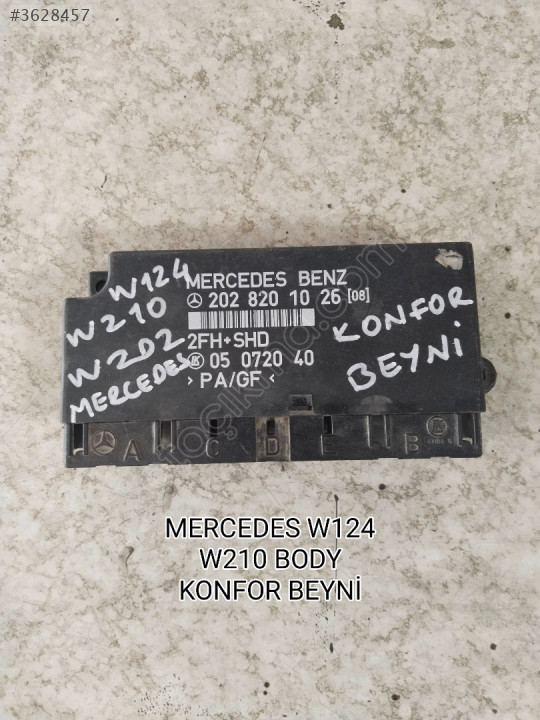 #3628457
W124
W210
W202
MERCEDES
MERCEDES BENZ
202 820 10 26 [08]
2FH+SHD
05 0720 40
> PA/GF <
KONFOR
BEYNİ
A C D E B
MERCEDES W124
W210 BODY
KONFOR BEYNİ